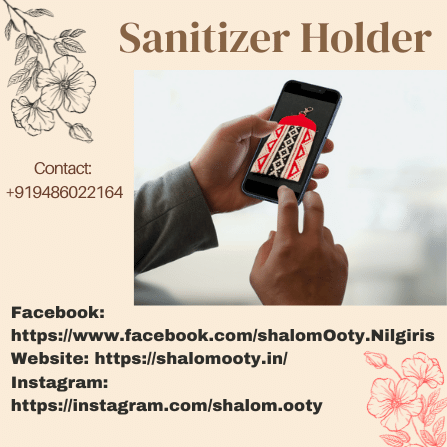 Sanitizer Holder
Contact:
+919486022164
Facebook:
https://www.facebook.com/shalomOoty.Nilgiris
Website: https://shalomooty.in/
Instagram:
https://instagram.com/shalom.ooty